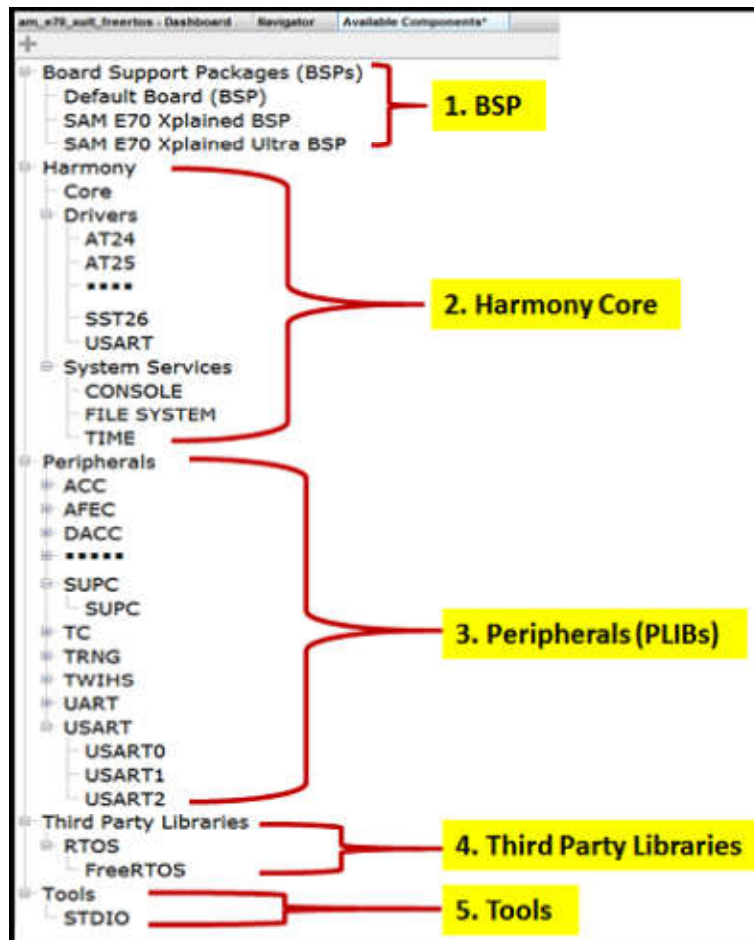 am_e70_xult_freertos - Dashboard Navigator Available Components*
Board Support Packages (BSPs)
Default Board (BSP)
SAM E70 Xplained BSP
SAM E70 Xplained Ultra BSP
1. BSP
Harmony
Core
Drivers
AT24
AT25
SST26
USART
System Services
CONSOLE
FILE SYSTEM
TIME
2. Harmony Core
Peripherals
ACC
AFEC
DACC
SUPC
SUPC
TC
TRNG
TWIHS
UART
USART
USART0
USART1
USART2
3. Peripherals (PLIBs)
Third Party Libraries
RTOS
FreeRTOS
4. Third Party Libraries
Tools
STDIO
5. Tools